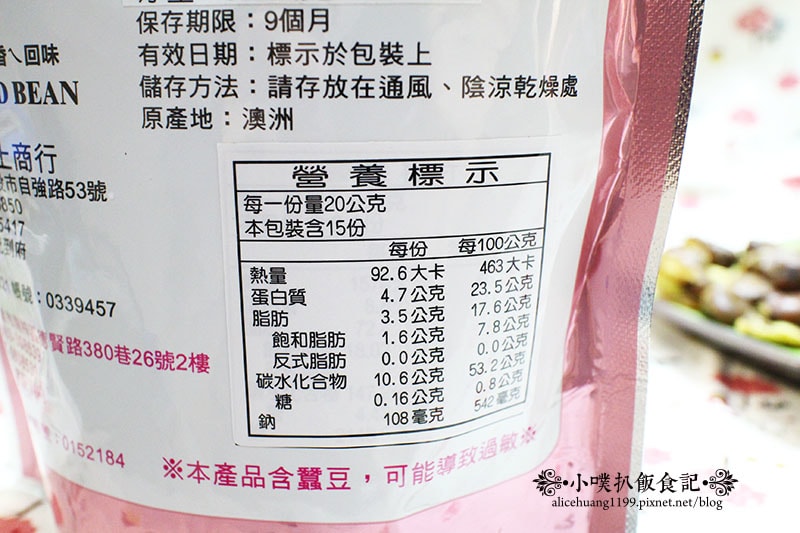 保存期限：9個月
有效日期：標示於包裝上
儲存方法：請存放在通風、陰涼乾燥處
原產地：澳洲
回味
BEAN
商行
市自強路53號
5417
到府
帳號：0339457
賢路380巷26號2樓
0152184
營養標示
每一份量20公克
本包裝含15份
每份 每100公克
熱量 92.6大卡 463大卡
蛋白質 4.7公克 23.5公克
脂肪 3.5公克 17.6公克
飽和脂肪 1.6公克 7.8公克
反式脂肪 0.0公克 0.0公克
碳水化合物 10.6公克 53.2公克
糖 0.16公克 0.8公克
鈉 108毫克 542毫克
※本產品含蠶豆，可能導致過敏※
小噗扒飯食記
alicehuang1199.pixnet.net/blog